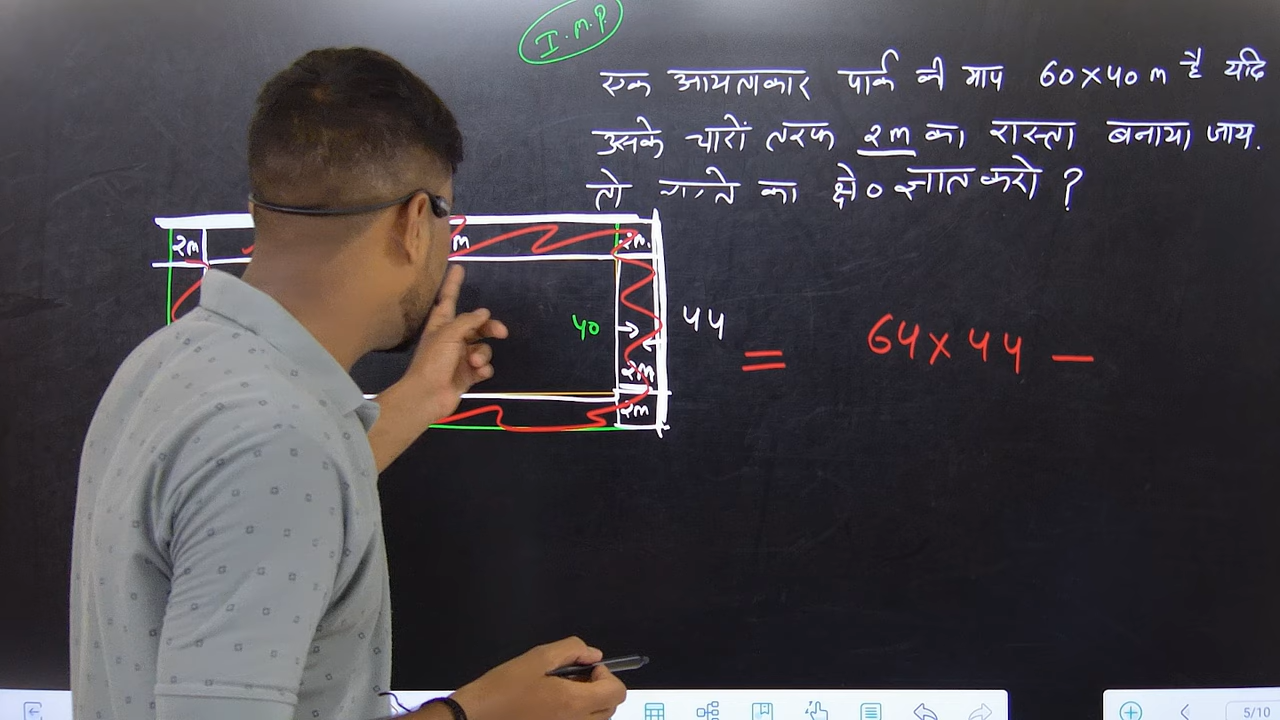 I.M.P.
एक आयताकार पार्क की माप 60×40 m है यदि
उसके चारों तरफ 2m का रास्ता बनाया जाय.
तो का क्षे० ज्ञात करो ?
2m
m
2m.
40
44
= 64×44 –
2m
2m
5/10